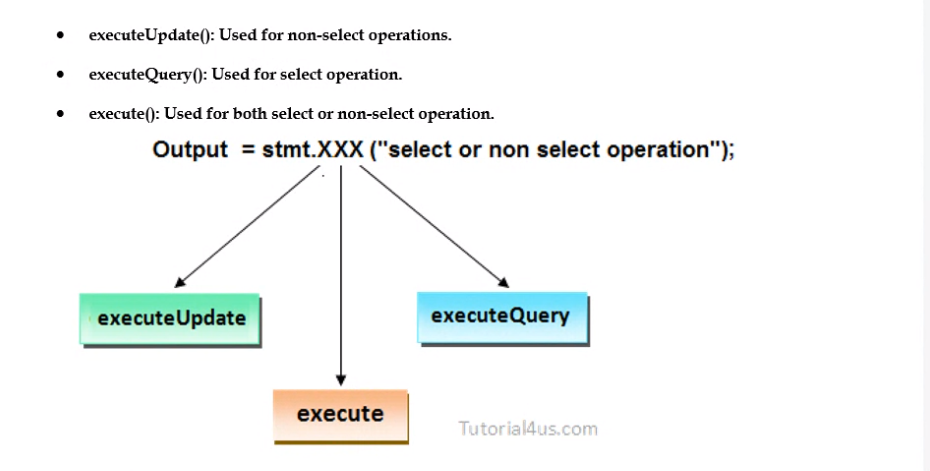 • executeUpdate(): Used for non-select operations.
• executeQuery(): Used for select operation.
• execute(): Used for both select or non-select operation.
Output = stmt.XXX ("select or non select operation");
executeUpdate
executeQuery
execute
Tutorial4us.com